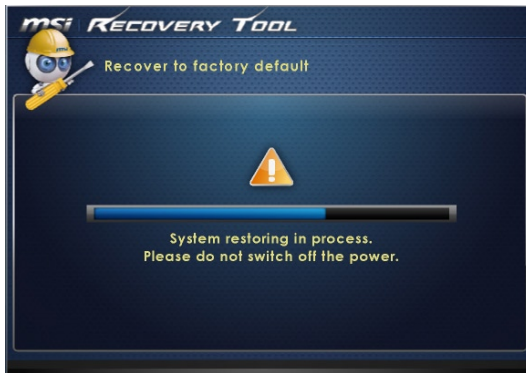 msi RECOVERY TOOL
Recover to factory default
System restoring in process.
Please do not switch off the power.